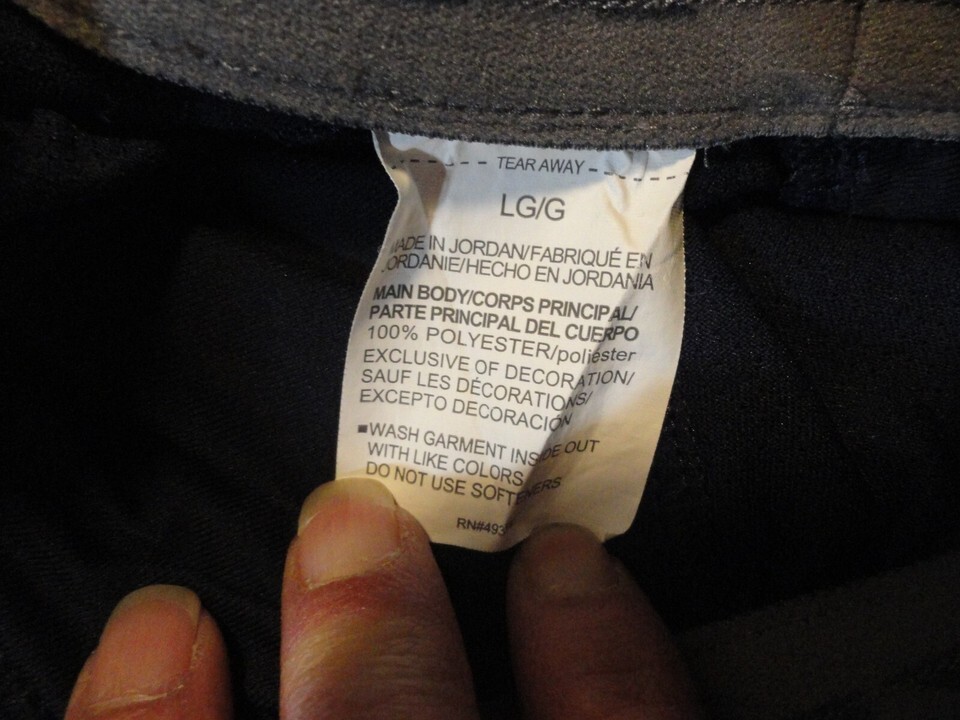 TEAR AWAY
LG/G
MADE IN JORDAN/FABRIQUÉ EN
JORDANIE/HECHO EN JORDANIA
MAIN BODY/CORPS PRINCIPAL/
PARTE PRINCIPAL DEL CUERPO
100% POLYESTER/poliéster
EXCLUSIVE OF DECORATION/
SAUF LES DÉCORATIONS/
EXCEPTO DECORACIÓN
■WASH GARMENT INSIDE OUT
WITH LIKE COLORS
DO NOT USE SOFTENERS